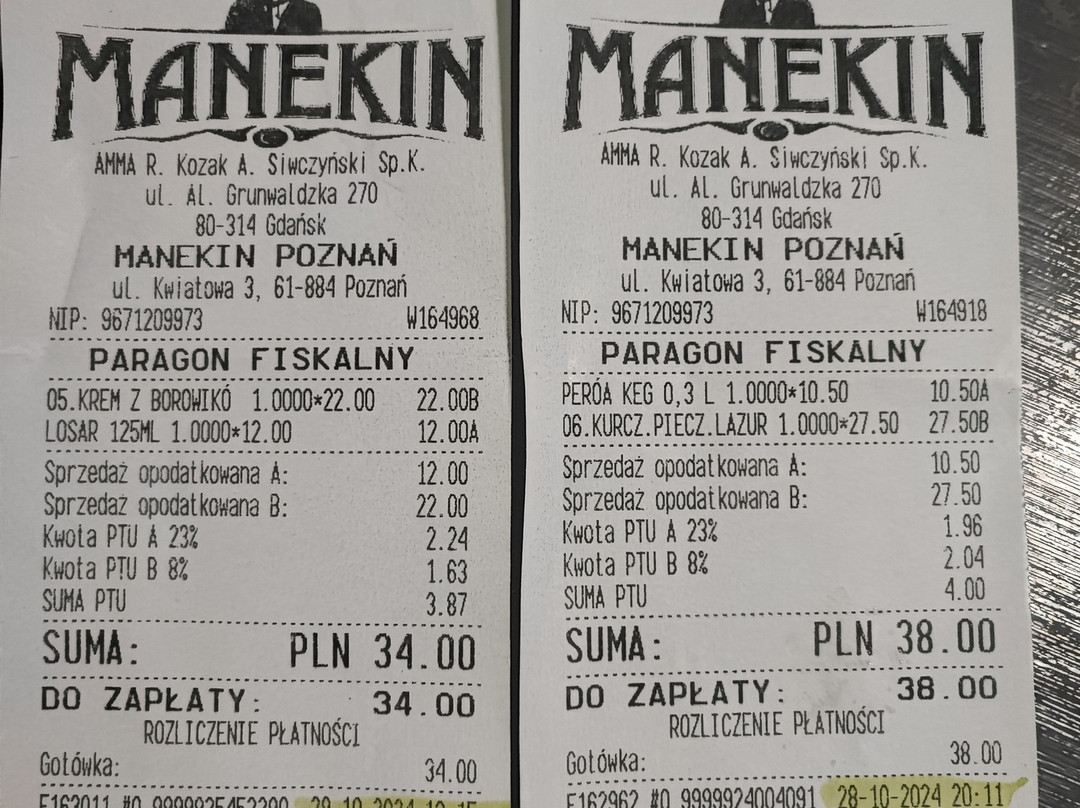 MANEKIN
AMMA R. Kozak A. Siwczyński Sp.K.
ul. Al. Grunwaldzka 270
80-314 Gdańsk
MANEKIN POZNAŃ
ul. Kwiatowa 3, 61-884 Poznań
NIP: 9671209973 W164968
PARAGON FISKALNY
05.KREM Z BOROWIKÓ 1.0000*22.00 22.00B
LOSAR 125ML 1.0000*12.00 12.00A
Sprzedaż opodatkowana A: 12.00
Sprzedaż opodatkowana B: 22.00
Kwota PTU A 23% 2.24
Kwota PTU B 8% 1.63
SUMA PTU 3.87
SUMA: PLN 34.00
DO ZAPŁATY: 34.00
ROZLICZENIE PŁATNOŚCI
Gotówka: 34.00
MANEKIN
AMMA R. Kozak A. Siwczyński Sp.K.
ul. Al. Grunwaldzka 270
80-314 Gdańsk
MANEKIN POZNAŃ
ul. Kwiatowa 3, 61-884 Poznań
NIP: 9671209973 W164918
PARAGON FISKALNY
PERÓA KEG 0,3 L 1.0000*10.50 10.50A
06.KURCZ.PIECZ.LAZUR 1.0000*27.50 27.50B
Sprzedaż opodatkowana A: 10.50
Sprzedaż opodatkowana B: 27.50
Kwota PTU A 23% 1.96
Kwota PTU B 8% 2.04
SUMA PTU 4.00
SUMA: PLN 38.00
DO ZAPŁATY: 38.00
ROZLICZENIE PŁATNOŚCI
Gotówka: 38.00
F162962 #0 9999924004091 28-10-2024 20:11